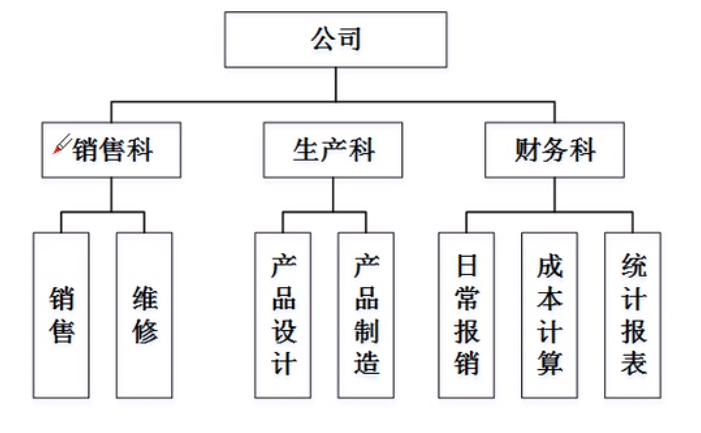 公司
销售科
生产科
财务科
销售
维修
产品设计
产品制造
日常报销
成本计算
统计报表